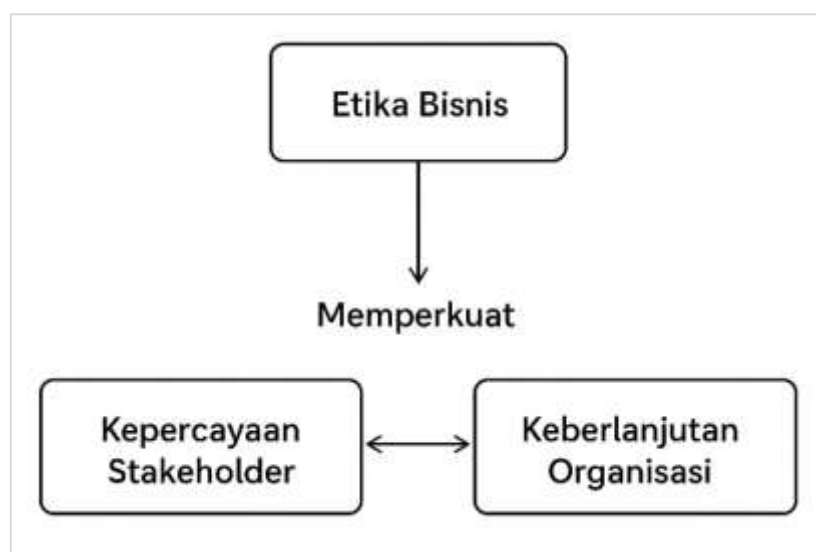 Etika Bisnis
Memperkuat
Kepercayaan
Stakeholder
Keberlanjutan
Organisasi